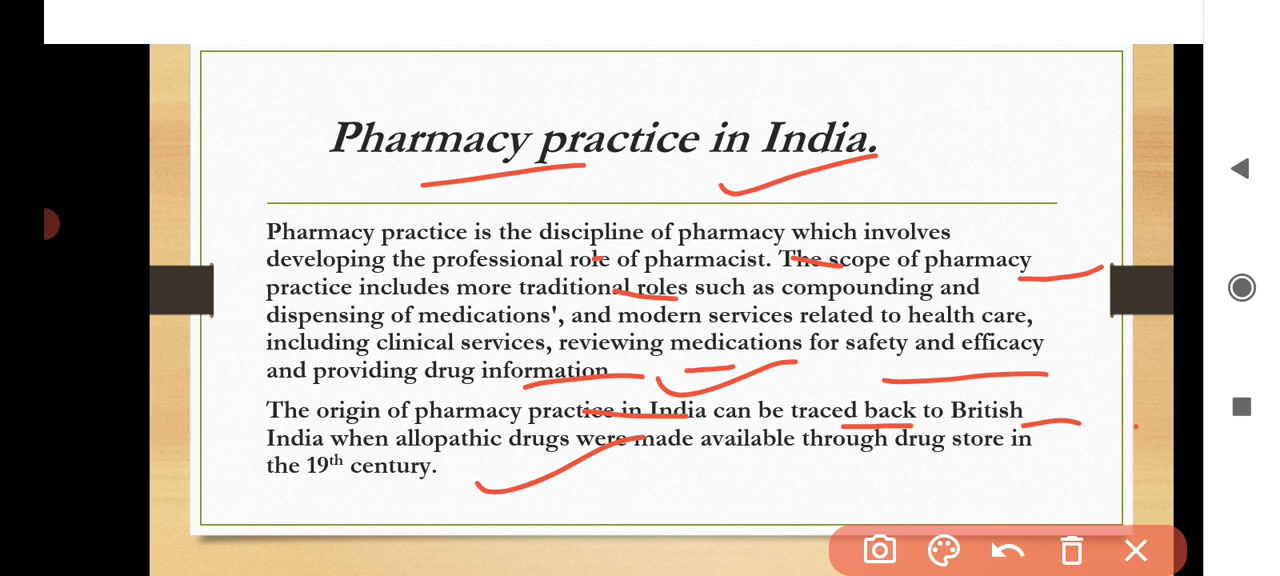 Pharmacy practice in India.
Pharmacy practice is the discipline of pharmacy which involves
developing the professional role of pharmacist. The scope of pharmacy
practice includes more traditional roles such as compounding and
dispensing of medications', and modern services related to health care,
including clinical services, reviewing medications for safety and efficacy
and providing drug information
The origin of pharmacy practice in India can be traced back to British
India when allopathic drugs were made available through drug store in
the 19th century.